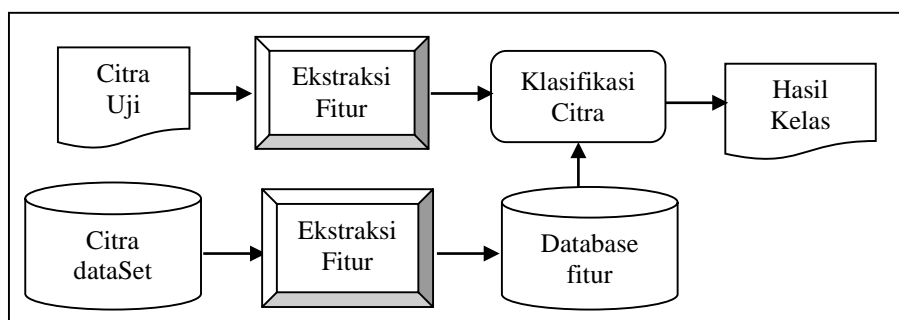 Citra
Uji
Ekstraksi
Fitur
Klasifikasi
Citra
Hasil
Kelas
Citra
dataSet
Ekstraksi
Fitur
Database
fitur